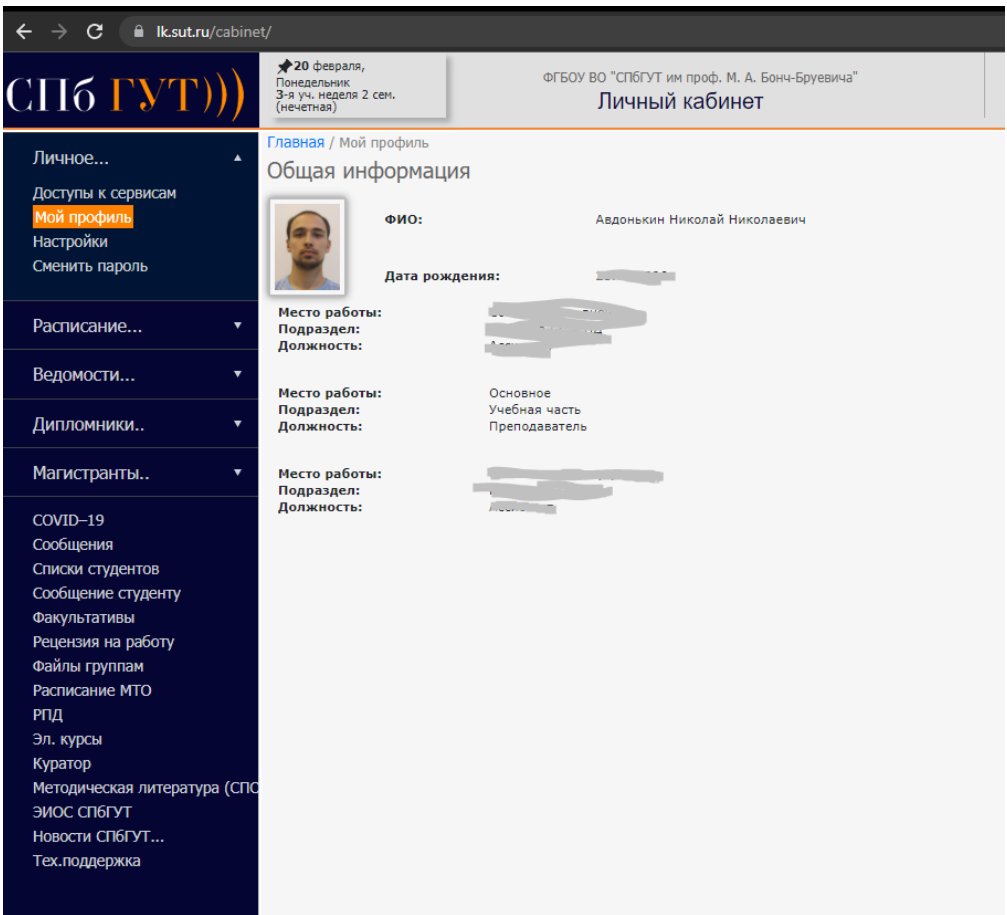 lk.sut.ru/cabinet/
СПб ГУТ)))
20 февраля,
Понедельник
3-я уч. неделя 2 сем.
(нечетная)
ФГБОУ ВО "СПбГУТ им проф. М. А. Бонч-Бруевича"
Личный кабинет
Личное...
Доступы к сервисам
Мой профиль
Настройки
Сменить пароль
Расписание...
Ведомости...
Дипломники..
Магистранты..
COVID–19
Сообщения
Списки студентов
Сообщение студенту
Факультативы
Рецензия на работу
Файлы группам
Расписание МТО
РПД
Эл. курсы
Куратор
Методическая литература (СПО
ЭИОС СПбГУТ
Новости СПбГУТ...
Тех.поддержка
Главная / Мой профиль
Общая информация
ФИО: Авдонькин Николай Николаевич
Дата рождения:
Место работы:
Подраздел:
Должность:
Место работы: Основное
Подраздел: Учебная часть
Должность: Преподаватель
Место работы:
Подраздел:
Должность: